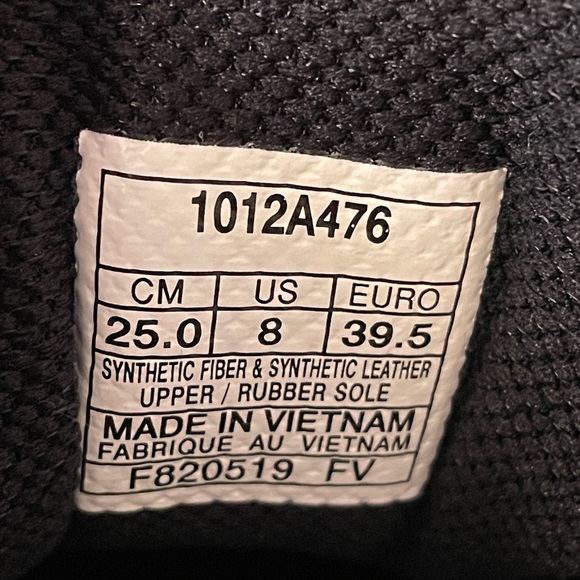 1012A476
CM US EURO
25.0 8 39.5
SYNTHETIC FIBER & SYNTHETIC LEATHER
UPPER / RUBBER SOLE
MADE IN VIETNAM
FABRIQUE AU VIETNAM
F820519 FV